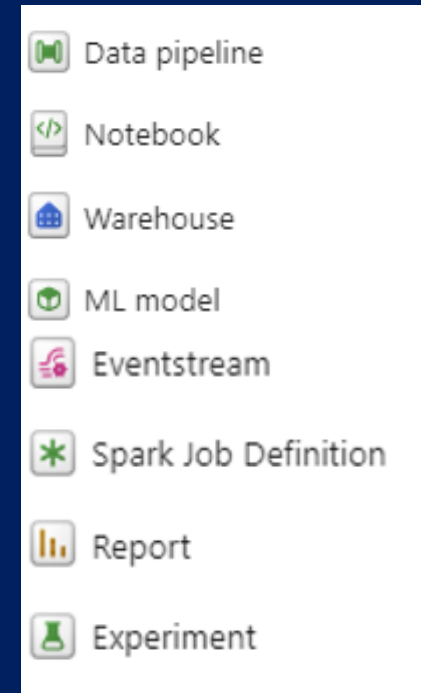 Data pipeline
Notebook
Warehouse
ML model
Eventstream
Spark Job Definition
Report
Experiment